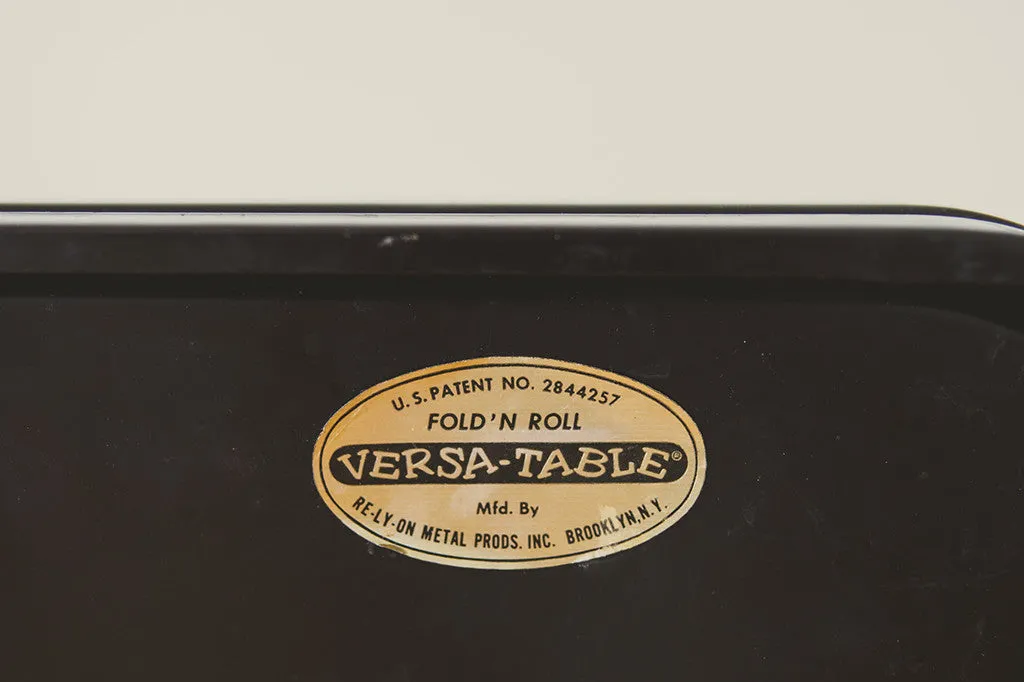 U.S. PATENT NO. 2844257
FOLD'N ROLL
VERSA-TABLE®
Mfd. By
RE-LY-ON METAL PRODS. INC. BROOKLYN, N.Y.